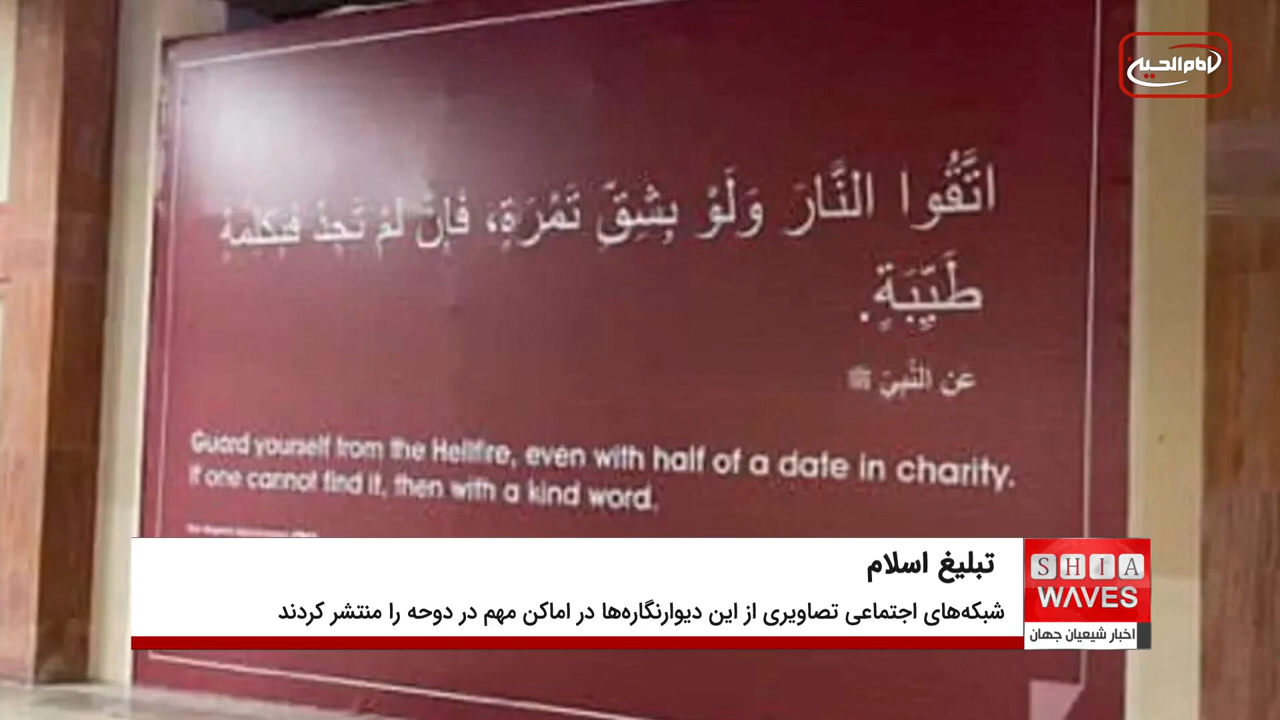 امام الحسین
اتَّقُوا النَّارَ وَلَوْ بِشِقِّ تَمْرَةٍ، فَإِنْ لَمْ تَجِدْ فَبِكَلِمَةٍ
طَيِّبَةٍ.
عن النَّبِيّ ﷺ
Guard yourself from the Hellfire, even with half of a date in charity.
If one cannot find it, then with a kind word.
تبلیغ اسلام
شبکه‌های اجتماعی تصاویری از این دیوارنگاره‌ها در اماکن مهم در دوحه را منتشر کردند
SHIA
WAVES
اخبار شیعیان جهان